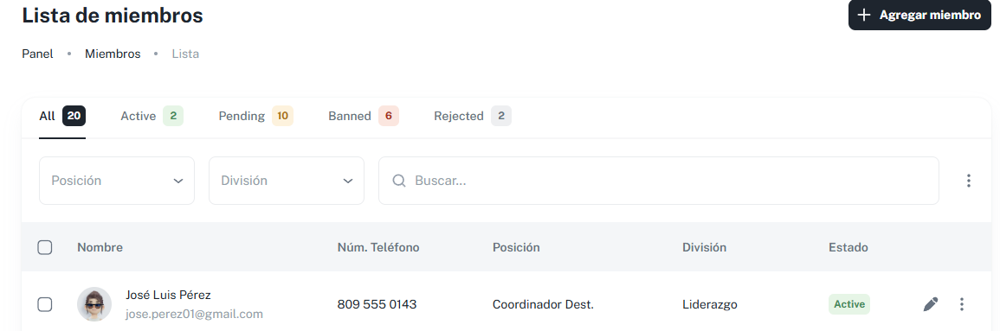 Lista de miembros
+ Agregar miembro
Panel • Miembros • Lista
All 20 Active 2 Pending 10 Banned 6 Rejected 2
Posición División Buscar...
Nombre Núm. Teléfono Posición División Estado
José Luis Pérez
jose.perez01@gmail.com
809 555 0143 Coordinador Dest. Liderazgo Active